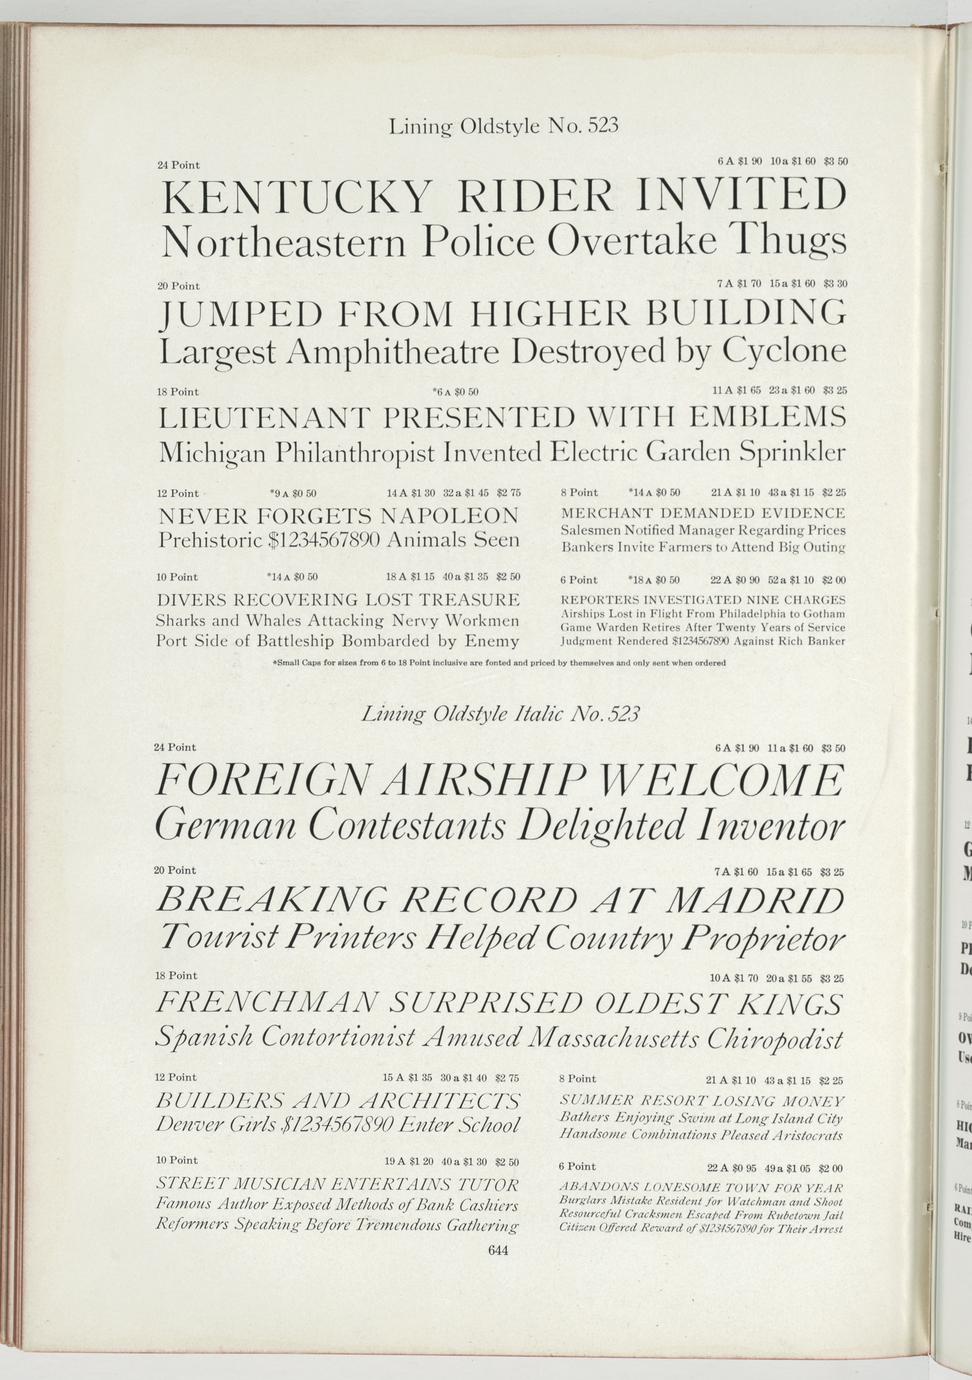 Lining Oldstyle No. 523
24 Point 6 A $1 90 10 a $1 60 $3 50
KENTUCKY RIDER INVITED
Northeastern Police Overtake Thugs
20 Point 7 A $1 70 15 a $1 60 $3 30
JUMPED FROM HIGHER BUILDING
Largest Amphitheatre Destroyed by Cyclone
18 Point *6 A $0 50 11 A $1 65 23 a $1 60 $3 25
LIEUTENANT PRESENTED WITH EMBLEMS
Michigan Philanthropist Invented Electric Garden Sprinkler
12 Point *9 A $0 50 14 A $1 30 32 a $1 45 $2 75
NEVER FORGETS NAPOLEON
Prehistoric $1234567890 Animals Seen
10 Point *14 A $0 50 18 A $1 15 40 a $1 35 $2 50
DIVERS RECOVERING LOST TREASURE
Sharks and Whales Attacking Nervy Workmen
Port Side of Battleship Bombarded by Enemy
8 Point *14 A $0 50 21 A $1 10 43 a $1 15 $2 25
MERCHANT DEMANDED EVIDENCE
Salesmen Notified Manager Regarding Prices
Bankers Invite Farmers to Attend Big Outing
6 Point *18 A $0 50 22 A $0 90 52 a $1 10 $2 00
REPORTERS INVESTIGATED NINE CHARGES
Airships Lost in Flight From Philadelphia to Gotham
Game Warden Retires After Twenty Years of Service
Judgment Rendered $1234567890 Against Rich Banker
*Small Caps for sizes from 6 to 18 Point inclusive are fonted and priced by themselves and only sent when ordered
Lining Oldstyle Italic No. 523
24 Point 6 A $1 90 11 a $1 60 $3 50
FOREIGN AIRSHIP WELCOME
German Contestants Delighted Inventor
20 Point 7 A $1 60 15 a $1 65 $3 25
BREAKING RECORD AT MADRID
Tourist Printers Helped Country Proprietor
18 Point 10 A $1 70 20 a $1 55 $3 25
FRENCHMAN SURPRISED OLDEST KINGS
Spanish Contortionist Amused Massachusetts Chiropodist
12 Point 15 A $1 35 30 a $1 40 $2 75
BUILDERS AND ARCHITECTS
Denver Girls $1234567890 Enter School
10 Point 19 A $1 20 40 a $1 30 $2 50
STREET MUSICIAN ENTERTAINS TUTOR
Famous Author Exposed Methods of Bank Cashiers
Reformers Speaking Before Tremendous Gathering
8 Point 21 A $1 10 43 a $1 15 $2 25
SUMMER RESORT LOSING MONEY
Bathers Enjoying Swim at Long Island City
Handsome Combinations Pleased Aristocrats
6 Point 22 A $0 95 49 a $1 05 $2 00
ABANDONS LONESOME TOWN FOR YEAR
Burglars Mistake Resident for Watchman and Shoot
Resourceful Cracksmen Escaped From Rubetown Jail
Citizen Offered Reward of $1234567890 for Their Arrest
644